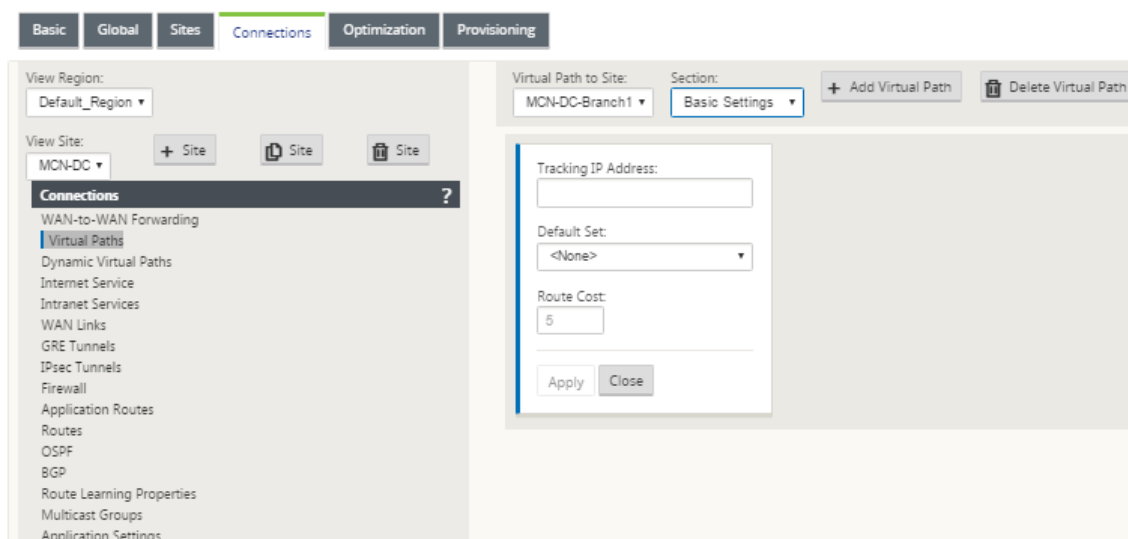 Basic Global Sites Connections Optimization Provisioning
View Region:
Default_Region
View Site:
MCN-DC
+ Site Site Site
Connections ?
WAN-to-WAN Forwarding
Virtual Paths
Dynamic Virtual Paths
Internet Service
Intranet Services
WAN Links
GRE Tunnels
IPsec Tunnels
Firewall
Application Routes
Routes
OSPF
BGP
Route Learning Properties
Multicast Groups
Application Settings
Virtual Path to Site: Section:
MCN-DC-Branch1 Basic Settings + Add Virtual Path Delete Virtual Path
Tracking IP Address:
Default Set:
<None>
Route Cost:
5
Apply Close